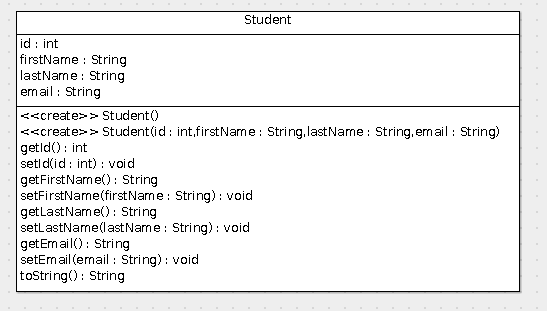 Student
id : int
firstName : String
lastName : String
email : String
<<create>> Student()
<<create>> Student(id : int,firstName : String,lastName : String,email : String)
getId() : int
setId(id : int) : void
getFirstName() : String
setFirstName(firstName : String) : void
getLastName() : String
setLastName(lastName : String) : void
getEmail() : String
setEmail(email : String) : void
toString() : String